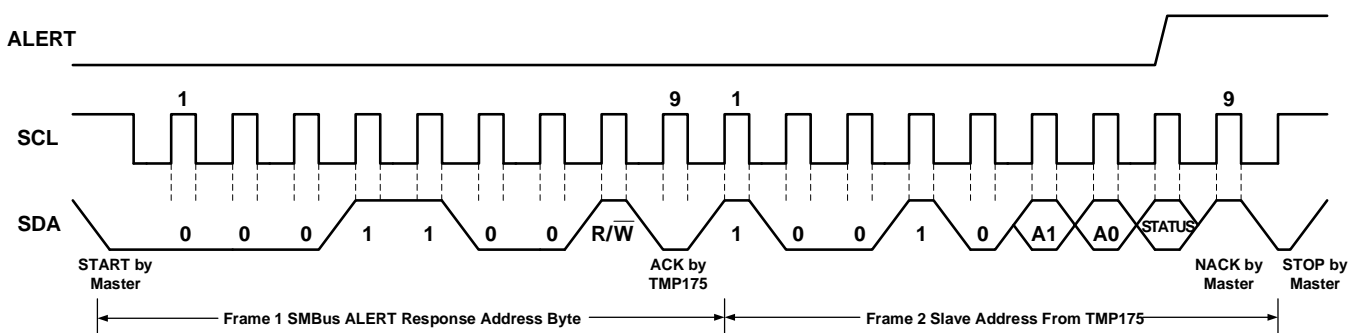 ALERT
1 9 1 9
SCL
SDA
0 0 0 1 1 0 0 R/W̅ 1 0 0 1 0 A1 A0 STATUS
START by
Master
ACK by
TMP175
NACK by
Master
STOP by
Master
Frame 1 SMBus ALERT Response Address Byte
Frame 2 Slave Address From TMP175